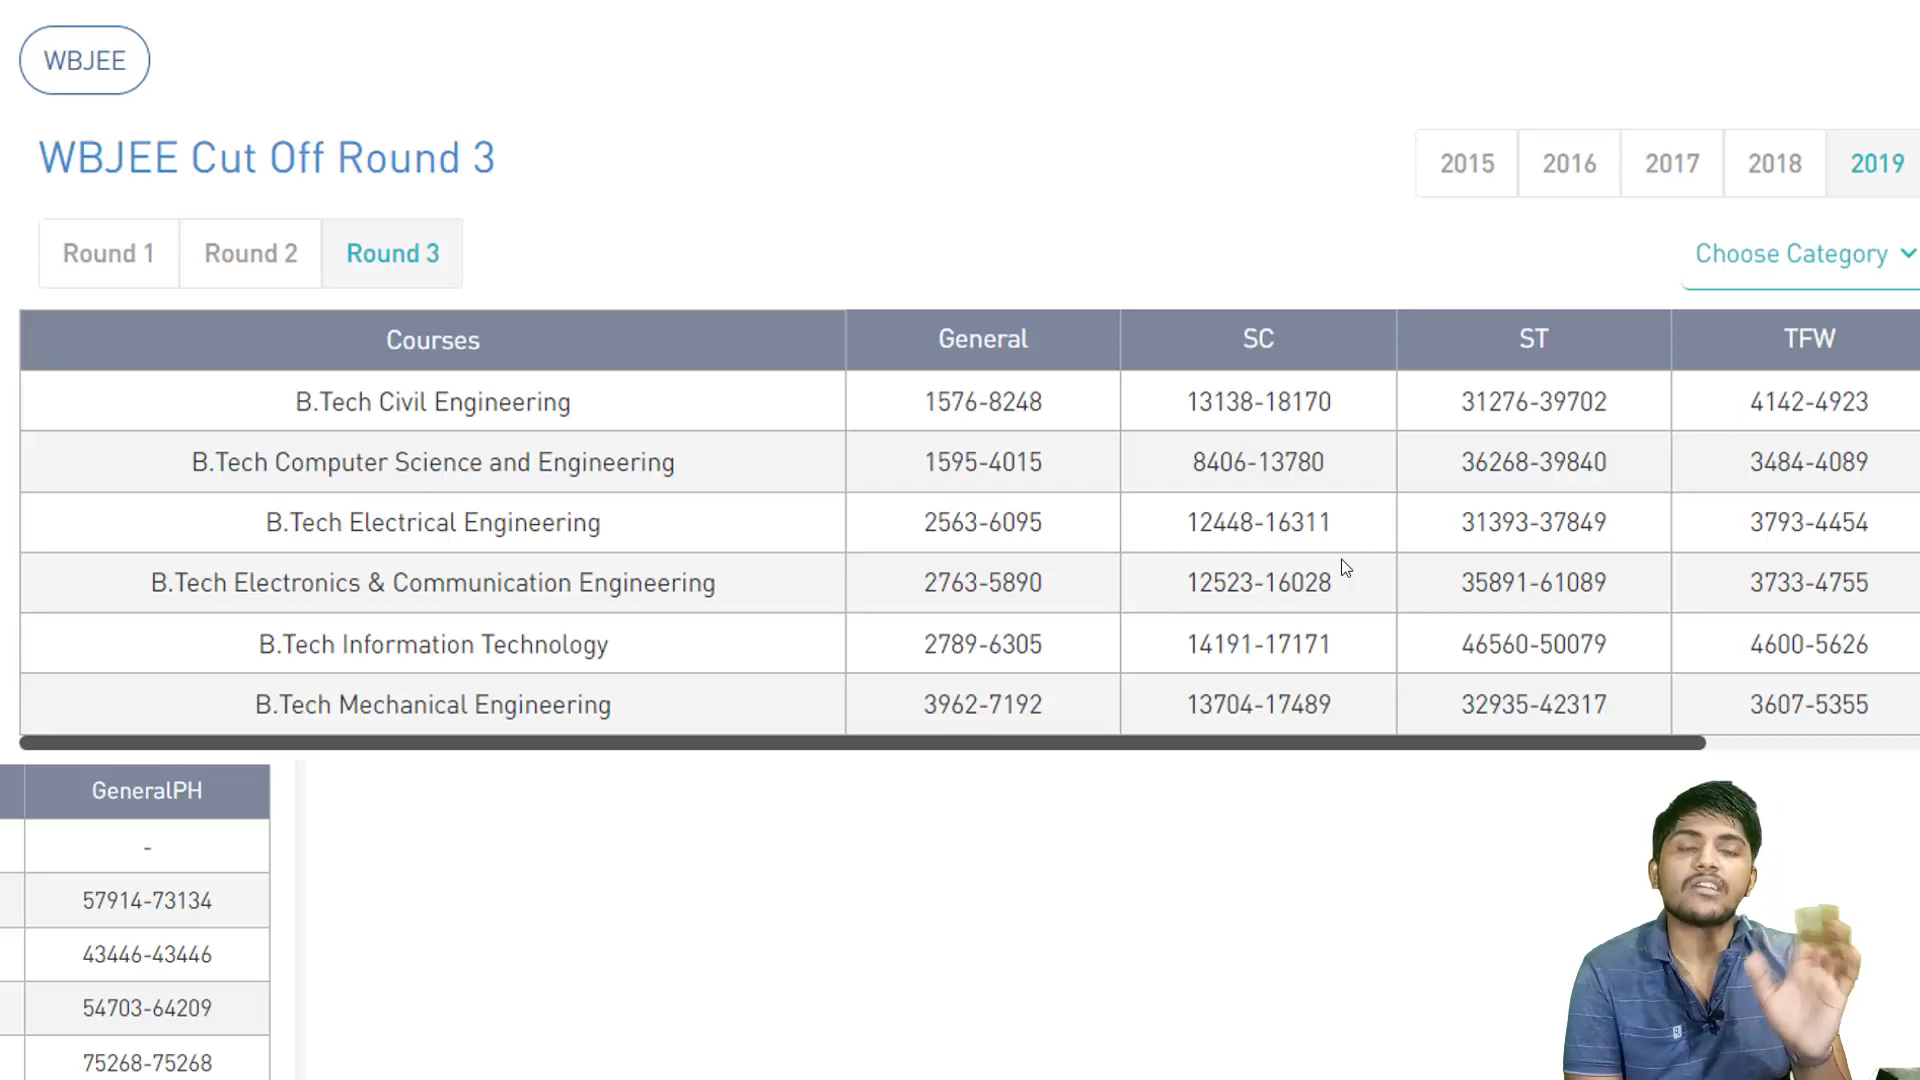 WBJEE
WBJEE Cut Off Round 3
2015 2016 2017 2018 2019
Round 1 Round 2 Round 3
Choose Category
Courses General SC ST TFW
B.Tech Civil Engineering 1576-8248 13138-18170 31276-39702 4142-4923
B.Tech Computer Science and Engineering 1595-4015 8406-13780 36268-39840 3484-4089
B.Tech Electrical Engineering 2563-6095 12448-16311 31393-37849 3793-4454
B.Tech Electronics & Communication Engineering 2763-5890 12523-16028 35891-61089 3733-4755
B.Tech Information Technology 2789-6305 14191-17171 46560-50079 4600-5626
B.Tech Mechanical Engineering 3962-7192 13704-17489 32935-42317 3607-5355
GeneralPH
-
57914-73134
43446-43446
54703-64209
75268-75268